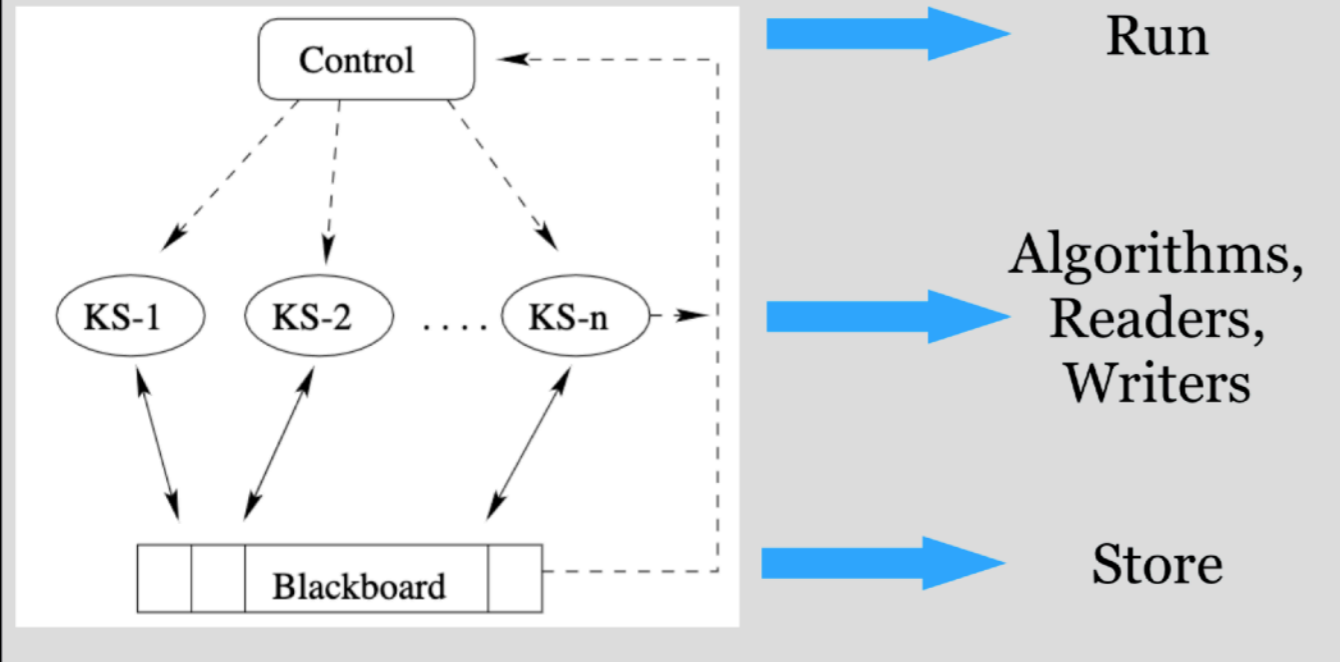 Control
Run
KS-1
KS-2
....
KS-n
Algorithms,
Readers,
Writers
Blackboard
Store